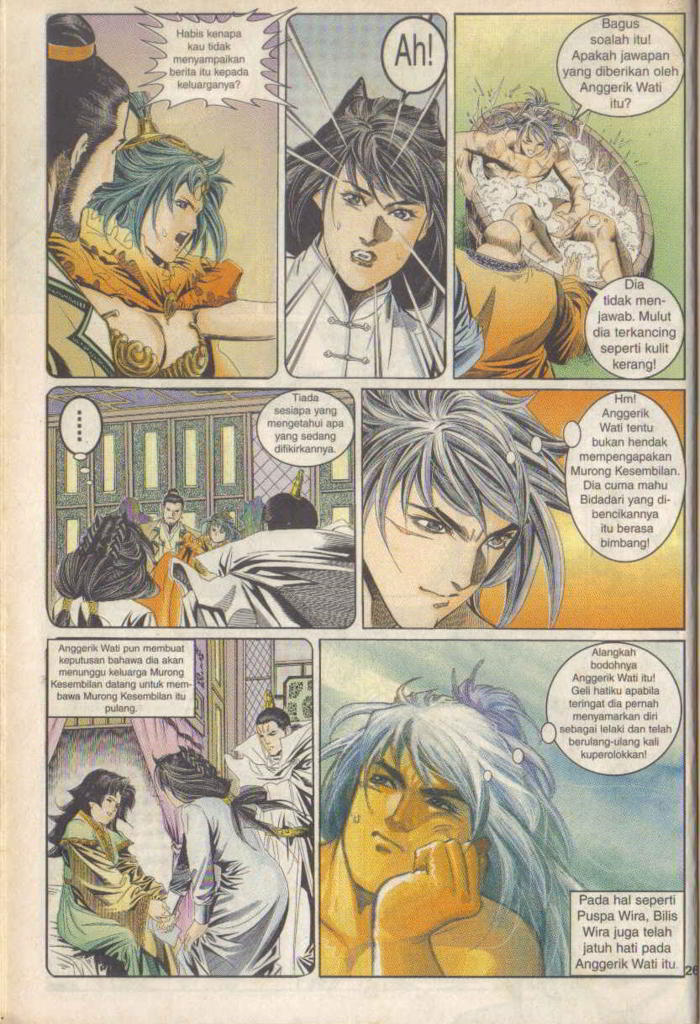 Habis kenapa
kau tidak
menyampaikan
berita itu kepada
keluarganya?
Ah!
Bagus
soalah itu!
Apakah jawapan
yang diberikan oleh
Anggerik Wati
itu?
Dia
tidak men-
jawab. Mulut
dia terkancing
seperti kulit
kerang!
......
Tiada
sesiapa yang
mengetahui apa
yang sedang
difikirkannya.
Hm!
Anggerik
Wati tentu
bukan hendak
mempengapakan
Murong Kesembilan.
Dia cuma mahu
Bidadari yang di-
bencikannya
itu berasa
bimbang!
Anggerik Wati pun membuat
keputusan bahawa dia akan
menunggu keluarga Murong
Kesembilan datang untuk mem-
bawa Murong Kesembilan itu
pulang.
Alangkah
bodohnya
Anggerik Wati itu!
Geli hatiku apabila
teringat dia pernah
menyamarkan diri
sebagai lelaki dan telah
berulang-ulang kali
kuperolokkan!
Pada hal seperti
Puspa Wira, Bilis
Wira juga telah
jatuh hati pada
Anggerik Wati itu.
26